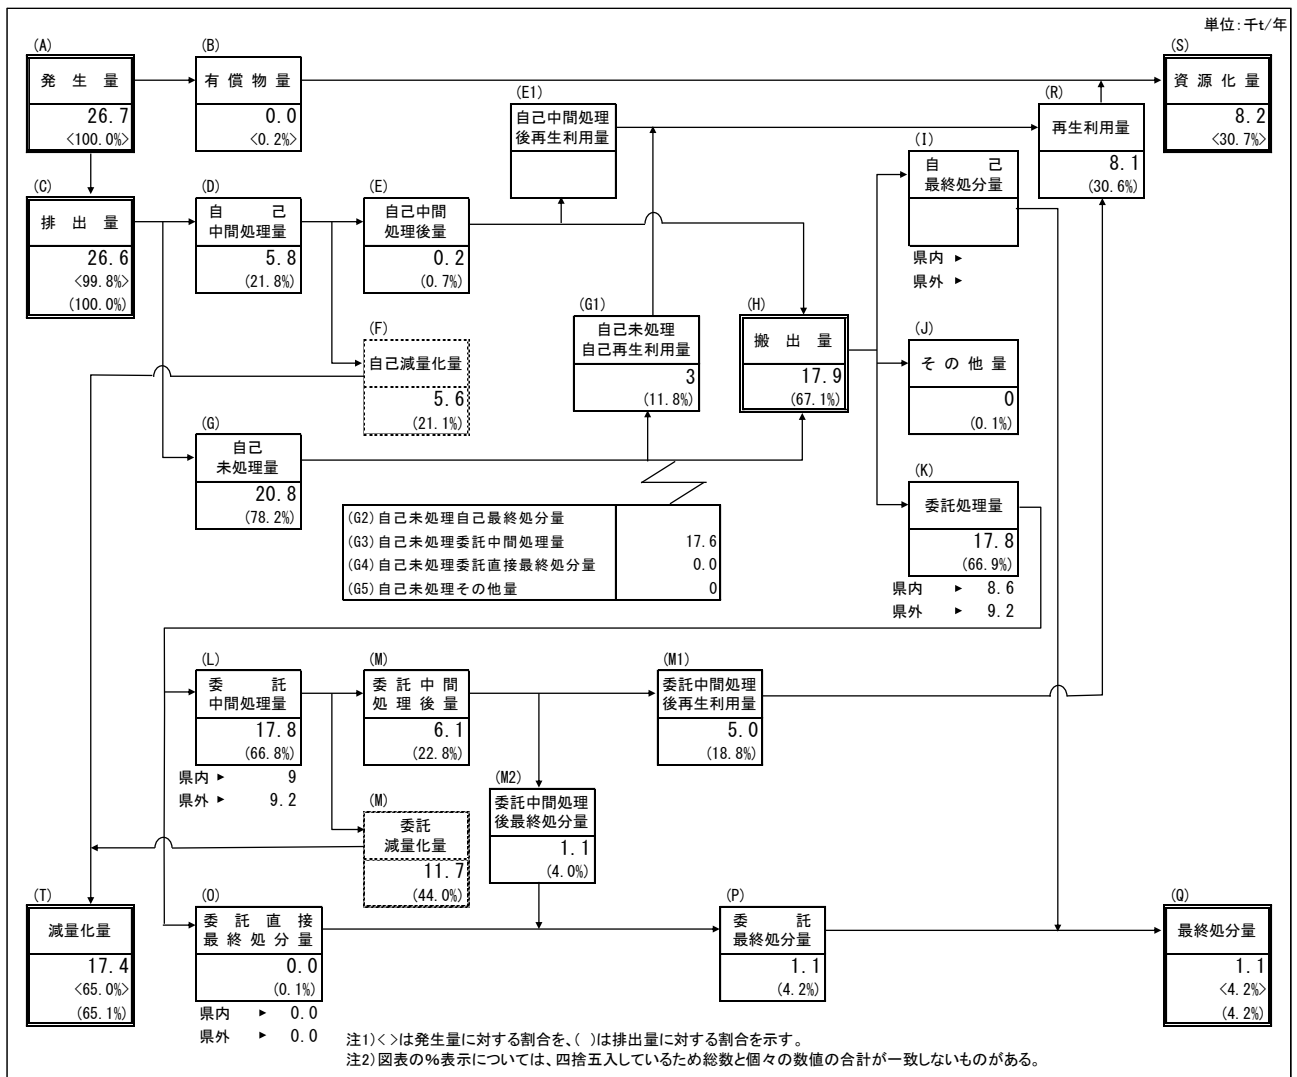 単位:千t/年
(A)
発生量
26.7
<100.0%>
(B)
有償物量
0.0
<0.2%>
(S)
資源化量
8.2
<30.7%>
(E1)
自己中間処理
後再生利用量
(R)
再生利用量
8.1
(30.6%)
(I)
自己
最終処分量
県内 ►
県外 ►
(C)
排出量
26.6
<99.8%>
(100.0%)
(D)
自己
中間処理量
5.8
(21.8%)
(E)
自己中間
処理後量
0.2
(0.7%)
(F)
自己減量化量
5.6
(21.1%)
(G1)
自己未処理
自己再生利用量
3
(11.8%)
(H)
搬出量
17.9
(67.1%)
(J)
その他量
0
(0.1%)
(G)
自己
未処理量
20.8
(78.2%)
(G2)自己未処理自己最終処分量
(G3)自己未処理委託中間処理量 17.6
(G4)自己未処理委託直接最終処分量 0.0
(G5)自己未処理その他量 0
(K)
委託処理量
17.8
(66.9%)
県内 ► 8.6
県外 ► 9.2
(L)
委託
中間処理量
17.8
(66.8%)
県内 ► 9
県外 ► 9.2
(M)
委託中間
処理後量
6.1
(22.8%)
(M1)
委託中間処理
後再生利用量
5.0
(18.8%)
(M)
委託
減量化量
11.7
(44.0%)
(M2)
委託中間処理
後最終処分量
1.1
(4.0%)
(T)
減量化量
17.4
<65.0%>
(65.1%)
(O)
委託直接
最終処分量
0.0
(0.1%)
県内 ► 0.0
県外 ► 0.0
(P)
委託
最終処分量
1.1
(4.2%)
(Q)
最終処分量
1.1
<4.2%>
(4.2%)
注1)< >は発生量に対する割合を、( )は排出量に対する割合を示す。
注2)図表の%表示については、四捨五入しているため総数と個々の数値の合計が一致しないものがある。